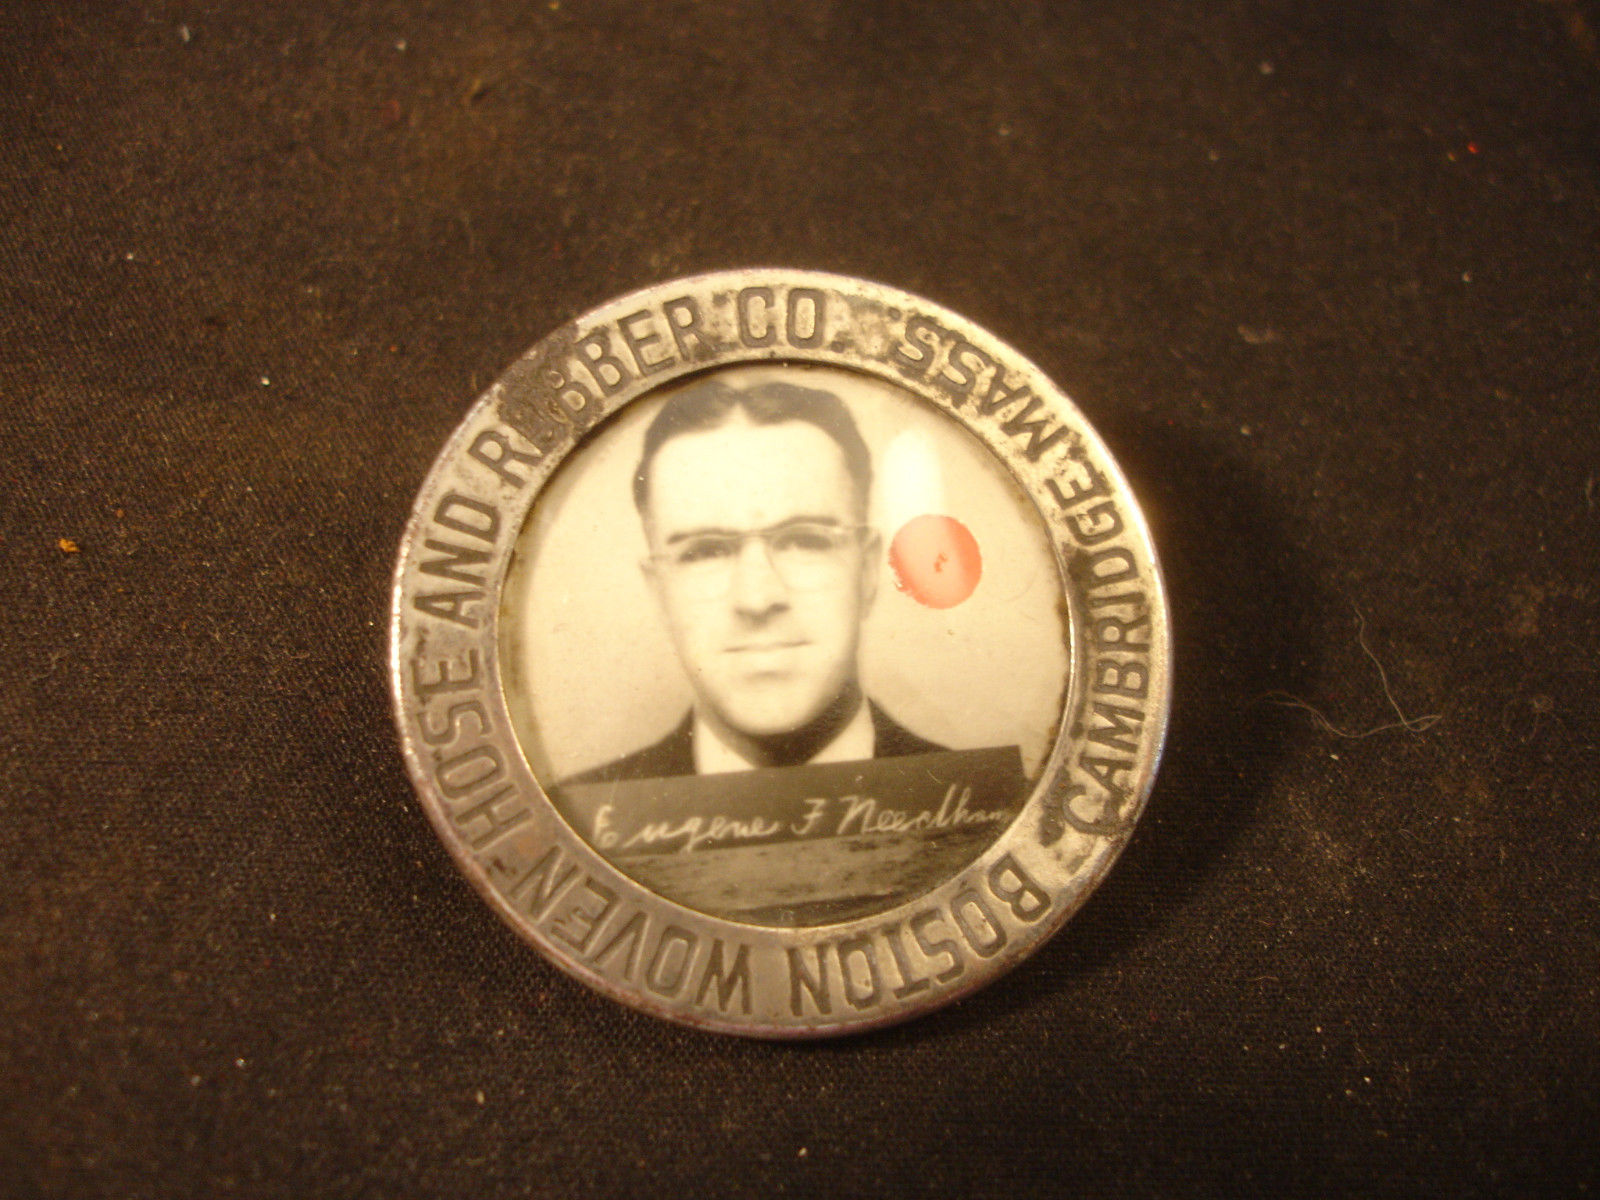 BOSTON WOVEN HOSE AND RUBBER CO.
CAMBRIDGE, MASS.
Eugene F Needham